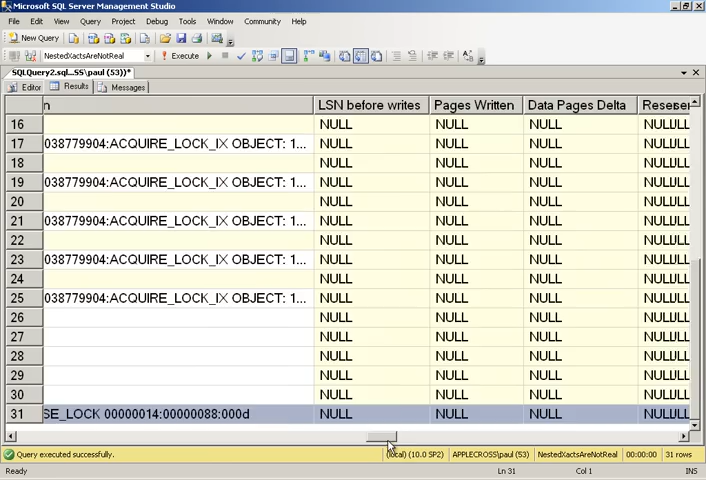 Microsoft SQL Server Management Studio
File Edit View Query Project Debug Tools Window Community Help
New Query
NestedXactsAreNotReal Execute
SQLQuery2.sql...SS\paul (53))*
Editor Results Messages
n LSN before writes Pages Written Data Pages Delta
16 NULL NULL NULL
17 038779904:ACQUIRE_LOCK_IX OBJECT: 1... NULL NULL NULL
18 NULL NULL NULL
19 038779904:ACQUIRE_LOCK_IX OBJECT: 1... NULL NULL NULL
20 NULL NULL NULL
21 038779904:ACQUIRE_LOCK_IX OBJECT: 1... NULL NULL NULL
22 NULL NULL NULL
23 038779904:ACQUIRE_LOCK_IX OBJECT: 1... NULL NULL NULL
24 NULL NULL NULL
25 038779904:ACQUIRE_LOCK_IX OBJECT: 1... NULL NULL NULL
26 NULL NULL NULL
27 NULL NULL NULL
28 NULL NULL NULL
29 NULL NULL NULL
30 NULL NULL NULL
31 SE_LOCK 00000014:00000088:000d NULL NULL NULL
Query executed successfully. (local) (10.0 SP2) APPLECROSS\paul (53) NestedXactsAreNotReal 00:00:00 31 rows
Ready Ln 31 Col 1 INS